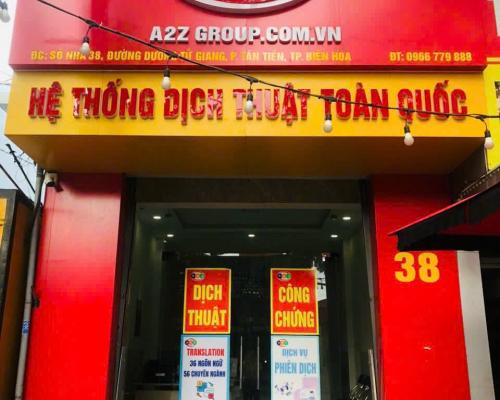 A2Z GROUP.COM.VN
ĐC: SỐ NHÀ 38, ĐƯỜNG DƯƠNG TỬ GIANG, P. TÂN TIẾN, TP. BIÊN HÒA ĐT: 0966 779 888
HỆ THỐNG DỊCH THUẬT TOÀN QUỐC
38
DỊCH
THUẬT
CÔNG
CHỨNG
TRANSLATION
36 NGÔN NGỮ
56 CHUYÊN NGÀNH
DỊCH VỤ
PHIÊN DỊCH